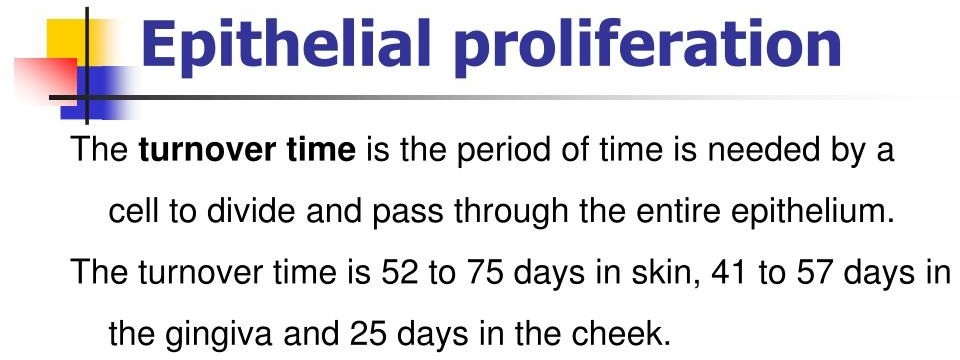 Epithelial proliferation
The turnover time is the period of time is needed by a
cell to divide and pass through the entire epithelium.
The turnover time is 52 to 75 days in skin, 41 to 57 days in
the gingiva and 25 days in the cheek.